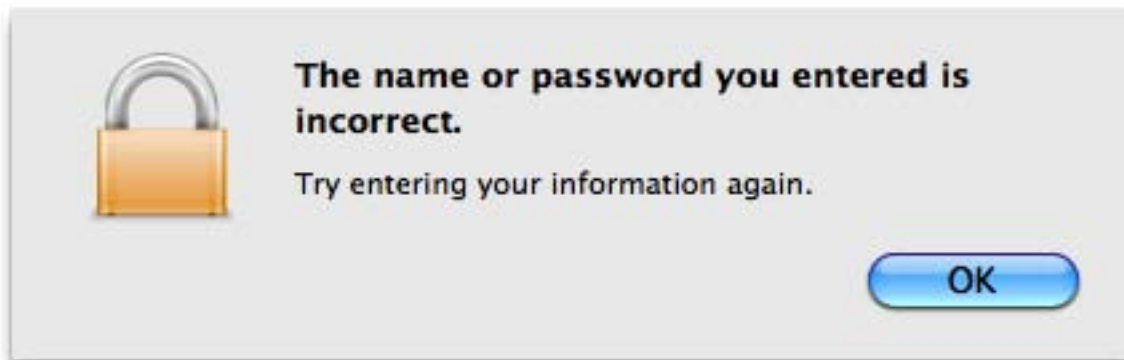 The name or password you entered is
incorrect.
Try entering your information again.
OK